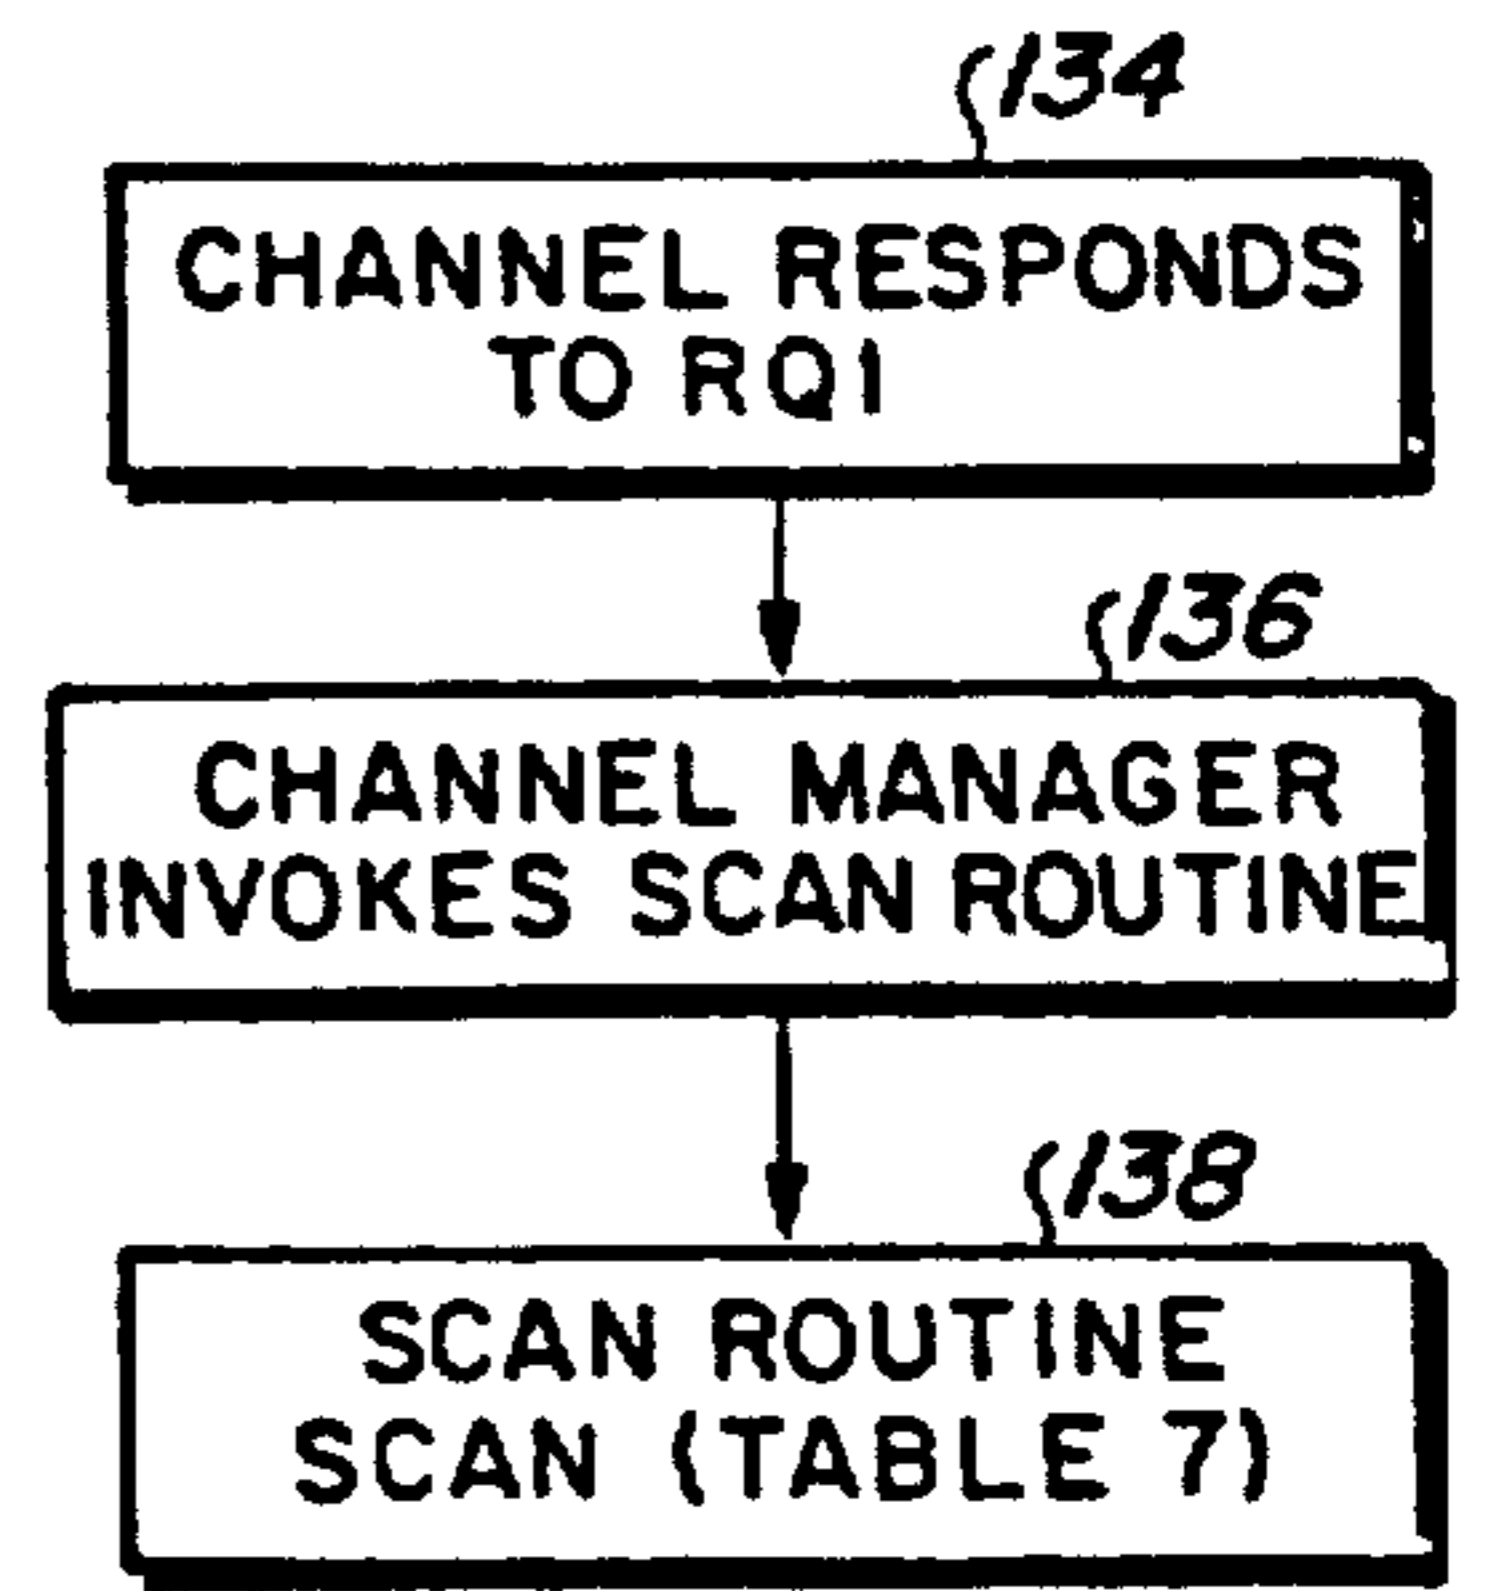 134
CHANNEL RESPONDS
TO RQ1
136
CHANNEL MANAGER
INVOKES SCAN ROUTINE
138
SCAN ROUTINE
SCAN (TABLE 7)